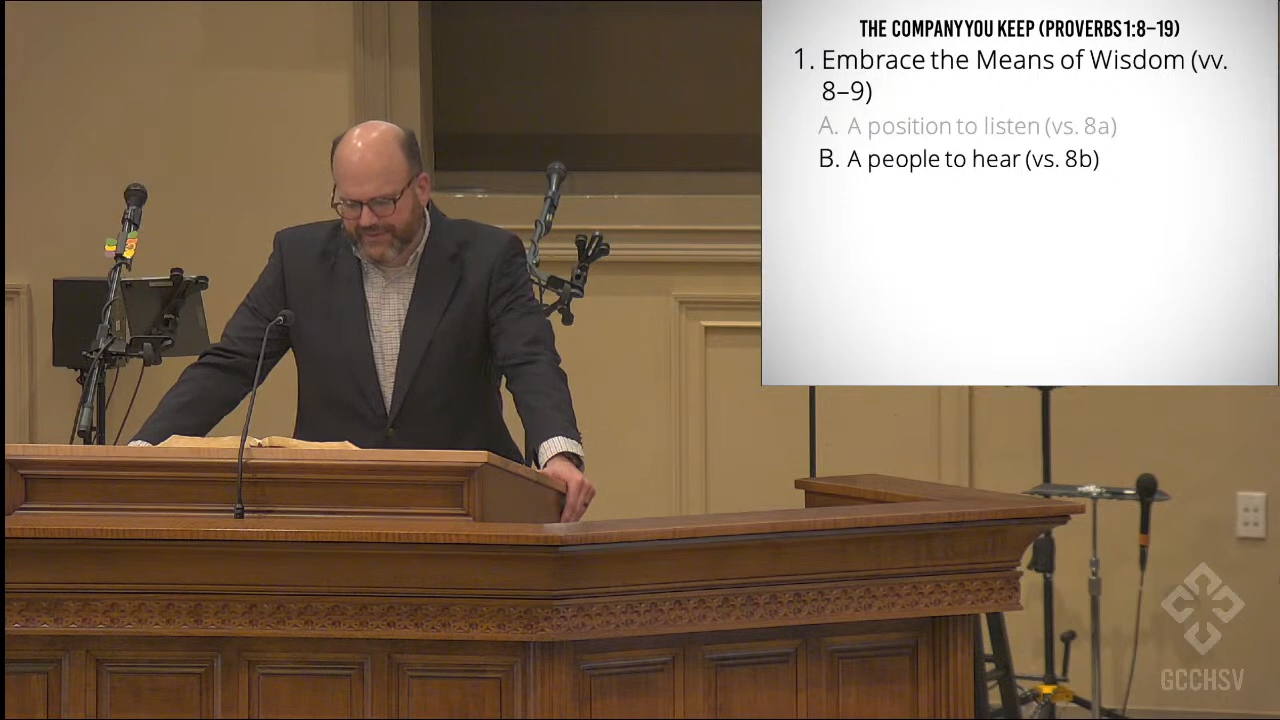 THE COMPANY YOU KEEP (PROVERBS 1:8–19)
1. Embrace the Means of Wisdom (vv.
8–9)
A. A position to listen (vs. 8a)
B. A people to hear (vs. 8b)
GCCHSV